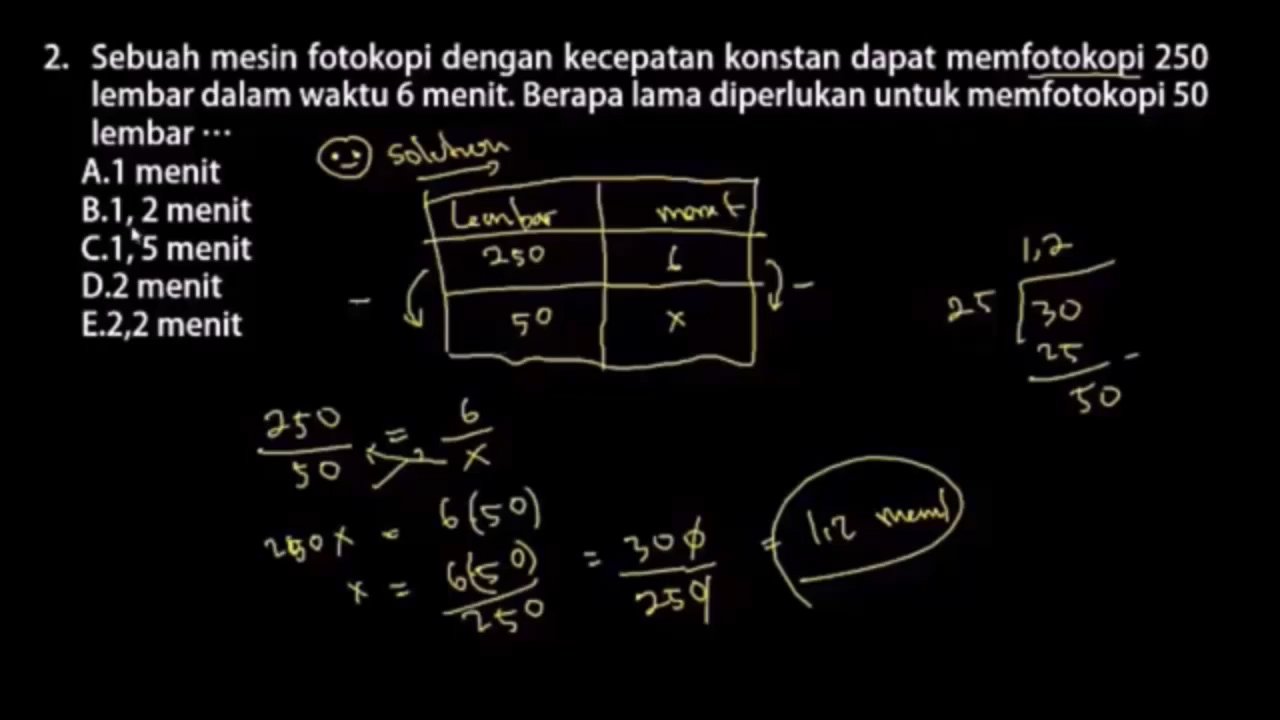 2. Sebuah mesin fotokopi dengan kecepatan konstan dapat memfotokopi 250
lembar dalam waktu 6 menit. Berapa lama diperlukan untuk memfotokopi 50
lembar ...
A.1 menit
B.1, 2 menit
C.1, 5 menit
D.2 menit
E.2,2 menit
solution
Lembar menit
250 6
50 x
- -
1,2
25 30
25 -
50
250/50 = 6/x
250x = 6(50)
x = 6(50)/250 = 300/250 = 1,2 menit